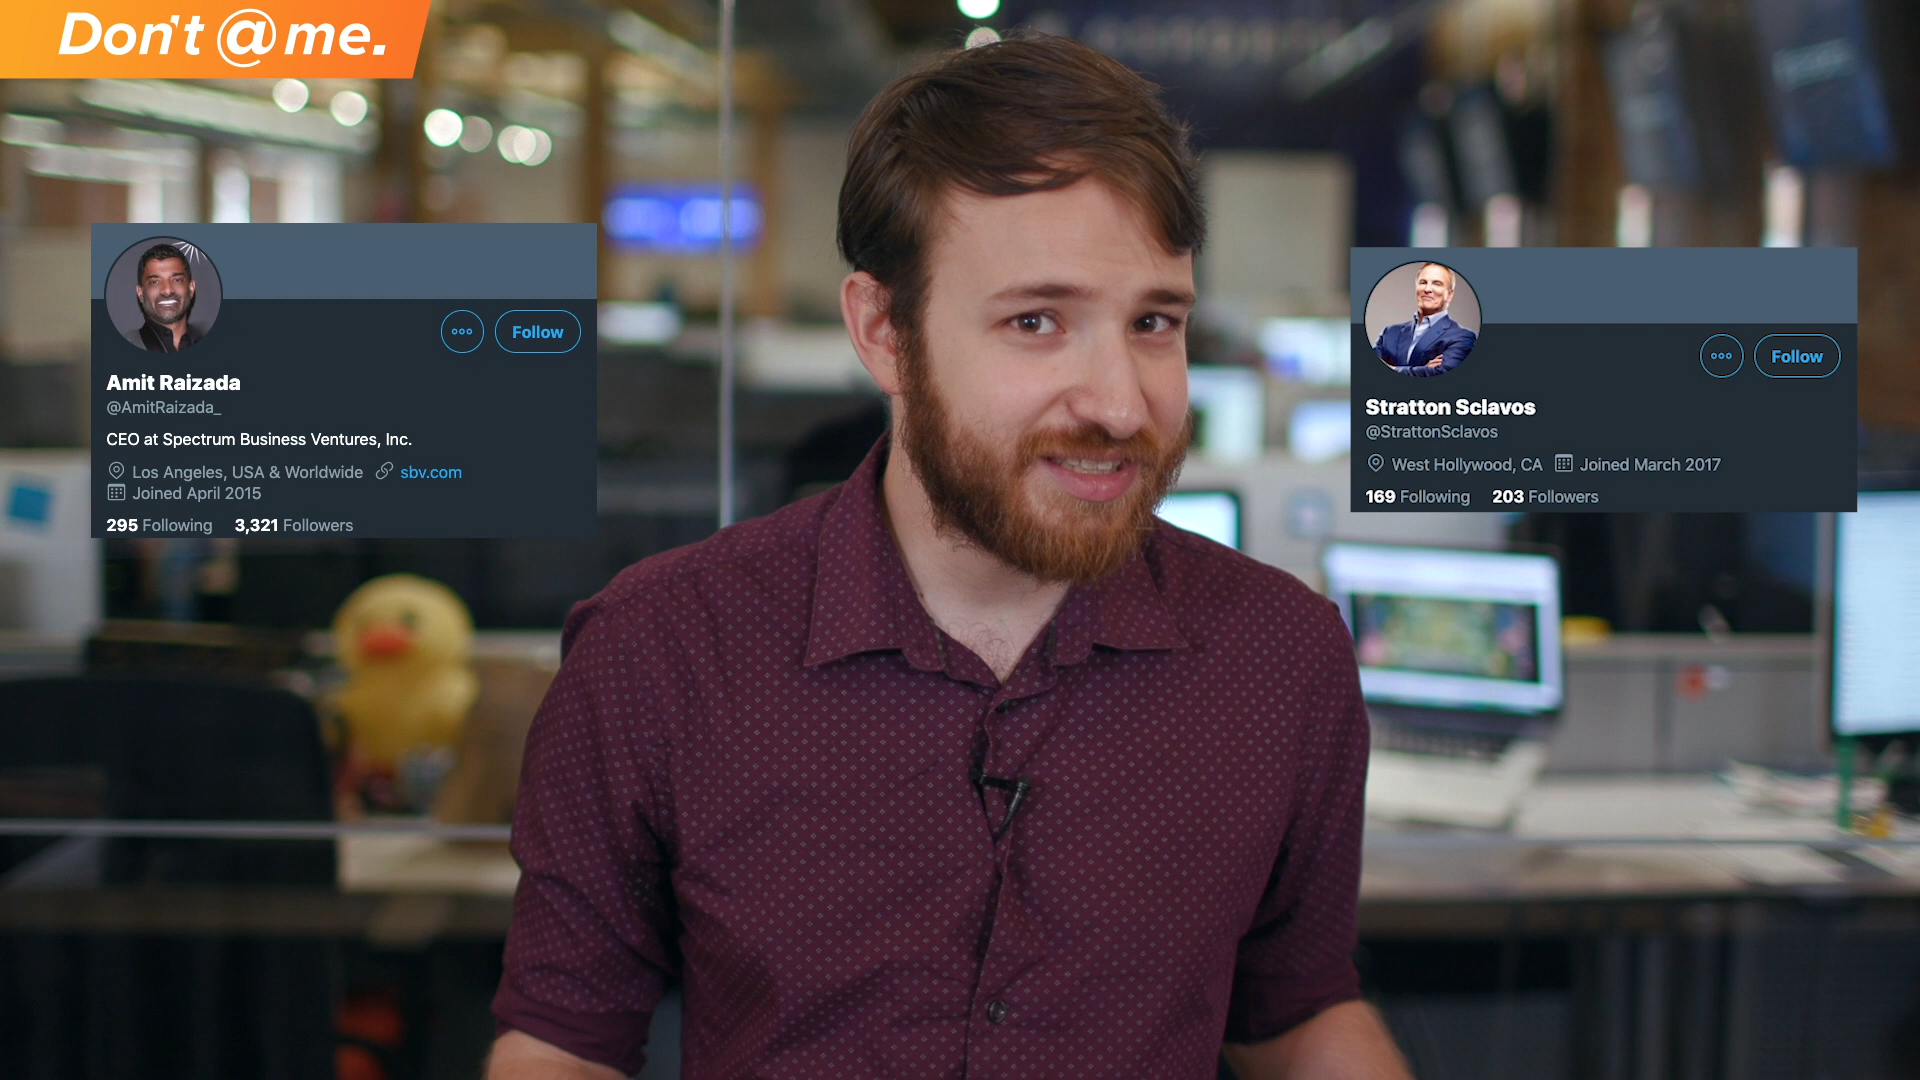 Don't @ me.
Amit Raizada
@AmitRaizada_
CEO at Spectrum Business Ventures, Inc.
Los Angeles, USA & Worldwide sbv.com
Joined April 2015
295 Following 3,321 Followers
Follow
Stratton Sclavos
@StrattonSclavos
West Hollywood, CA Joined March 2017
169 Following 203 Followers
Follow